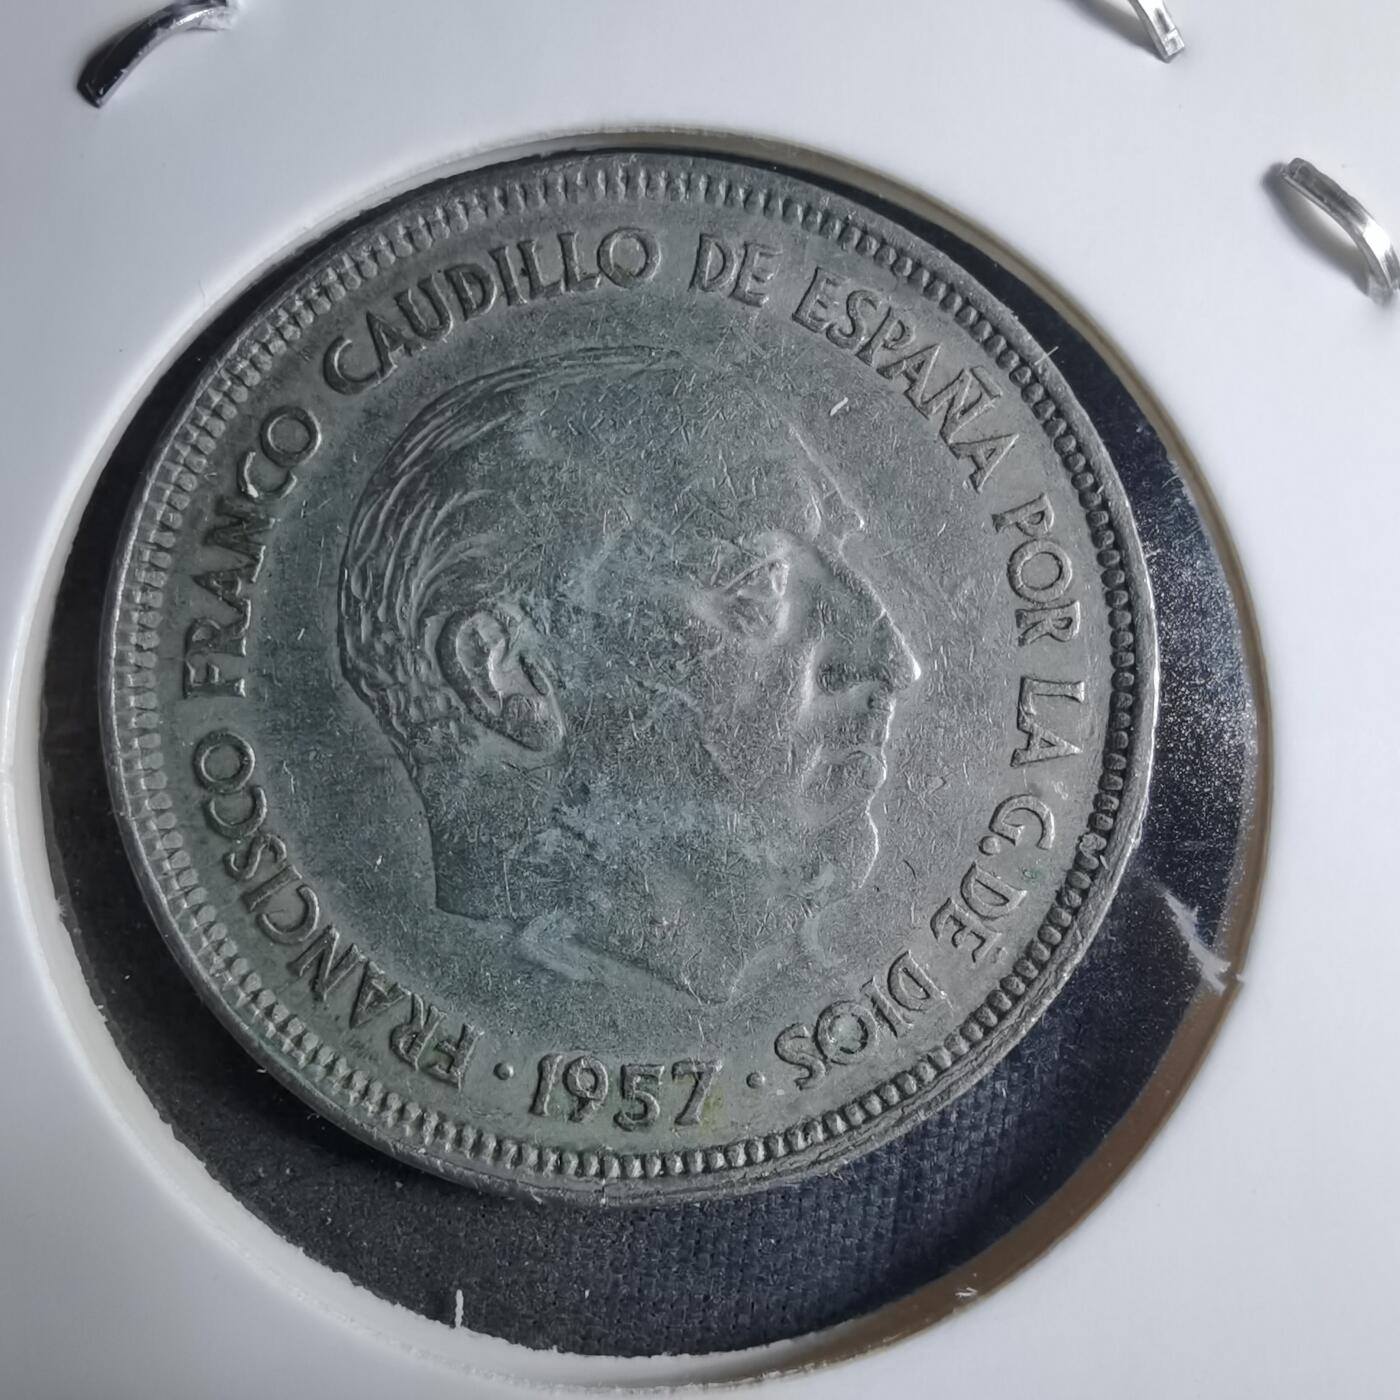 FRANCISCO FRANCO CAUDILLO DE ESPAÑA POR LA G. DE DIOS
· 1957 ·